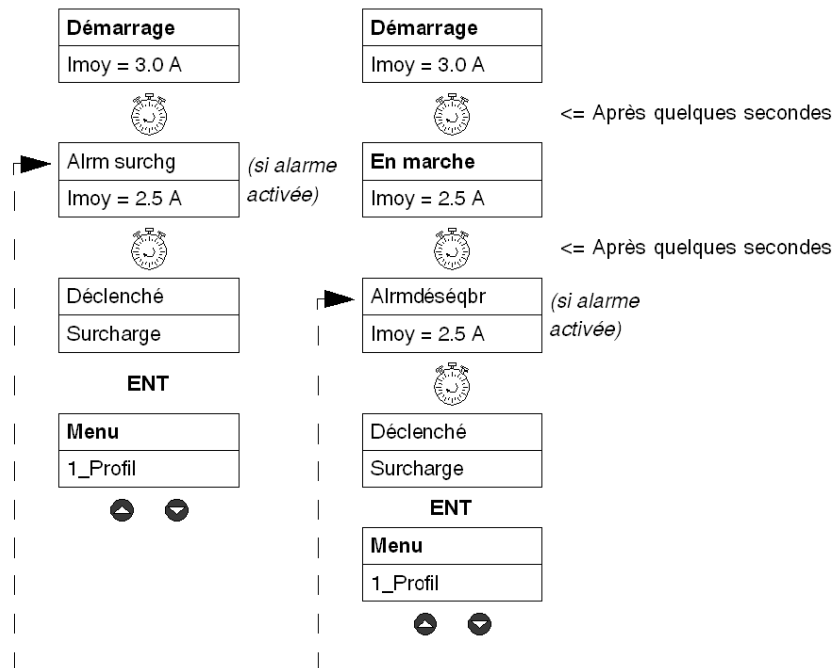 Démarrage
Imoy = 3.0 A
Alrm surchg
(si alarme
activée)
Imoy = 2.5 A
Déclenché
Surcharge
ENT
Menu
1_Profil
Démarrage
Imoy = 3.0 A
<= Après quelques secondes
En marche
Imoy = 2.5 A
<= Après quelques secondes
Alrmdéséqbr
(si alarme
activée)
Imoy = 2.5 A
Déclenché
Surcharge
ENT
Menu
1_Profil